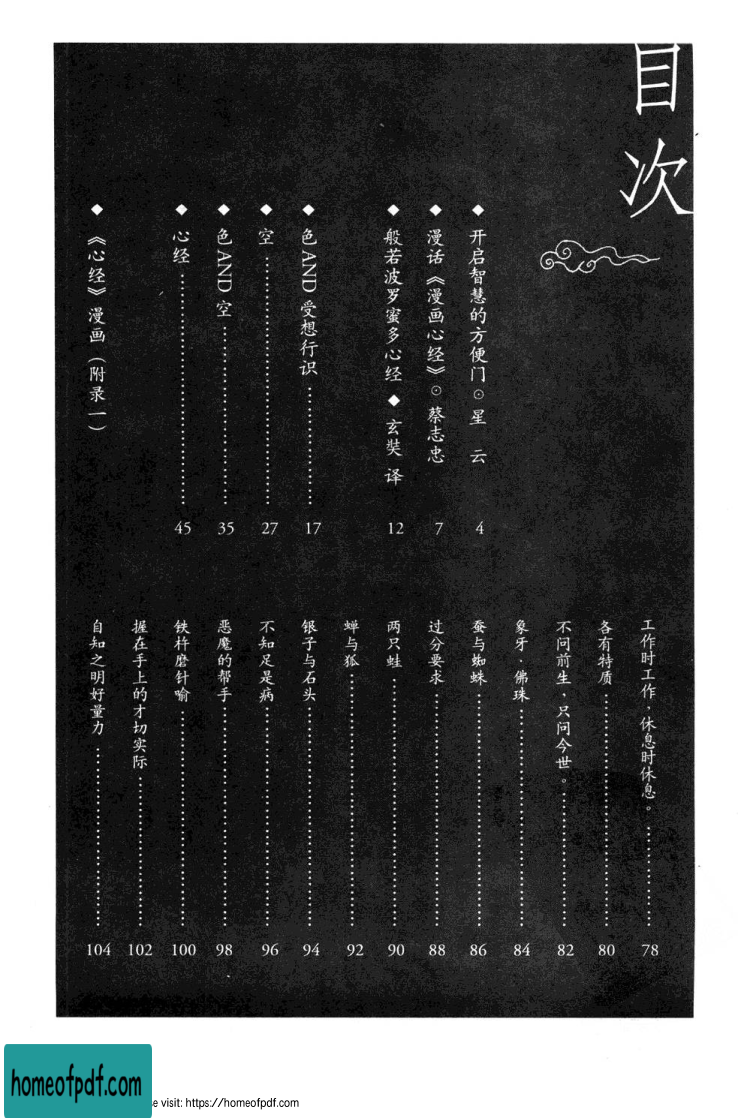 目次
◆ 开启智慧的方便门⊙星 云 4
◆ 漫话《漫画心经》⊙蔡志忠 7
◆ 般若波罗蜜多心经 ◆ 玄奘 译 12
◆ 色AND受想行识 17
◆ 空 27
◆ 色AND空 35
◆ 心经 45
◆ 《心经》漫画（附录一）
工作时工作，休息时休息。 78
各有特质 80
不问前生、只问今世。 82
象牙·佛珠 84
蚕与蜘蛛 86
过分要求 88
两只蛙 90
蝉与狐 92
银子与石头 94
不知足是病 96
恶魔的帮手 98
铁杵磨针喻 100
握在手上的才切实际 102
自知之明好量力 104
homeofpdf.com
se visit: https://homeofpdf.com